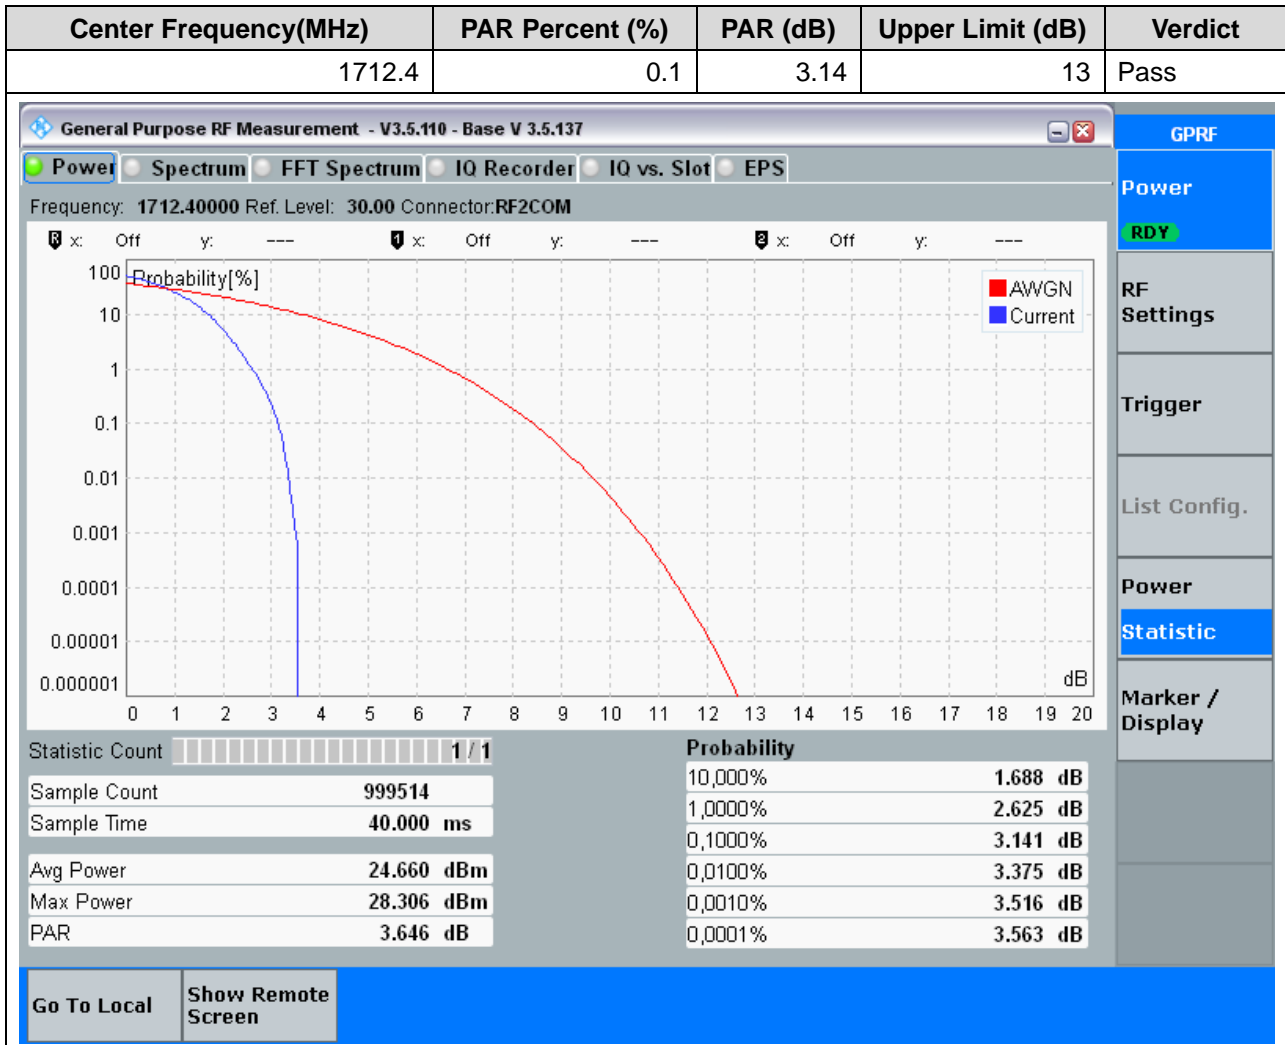 Center Frequency(MHz) PAR Percent (%) PAR (dB) Upper Limit (dB) Verdict
1712.4 0.1 3.14 13 Pass
General Purpose RF Measurement - V3.5.110 - Base V 3.5.137
GPRF
Power Spectrum FFT Spectrum IQ Recorder IQ vs. Slot EPS
Frequency: 1712.40000 Ref. Level: 30.00 Connector:RF2COM
R x: Off y: --- 1 x: Off y: --- 2 x: Off y: ---
Probability[%]
AWGN
Current
100
10
1
0.1
0.01
0.001
0.0001
0.00001
0.000001
dB
0 1 2 3 4 5 6 7 8 9 10 11 12 13 14 15 16 17 18 19 20
Statistic Count 1 / 1
Sample Count 999514
Sample Time 40.000 ms
Avg Power 24.660 dBm
Max Power 28.306 dBm
PAR 3.646 dB
Probability
10,000% 1.688 dB
1,0000% 2.625 dB
0,1000% 3.141 dB
0,0100% 3.375 dB
0,0010% 3.516 dB
0,0001% 3.563 dB
Power
RDY
RF
Settings
Trigger
List Config.
Power
Statistic
Marker /
Display
Go To Local
Show Remote
Screen